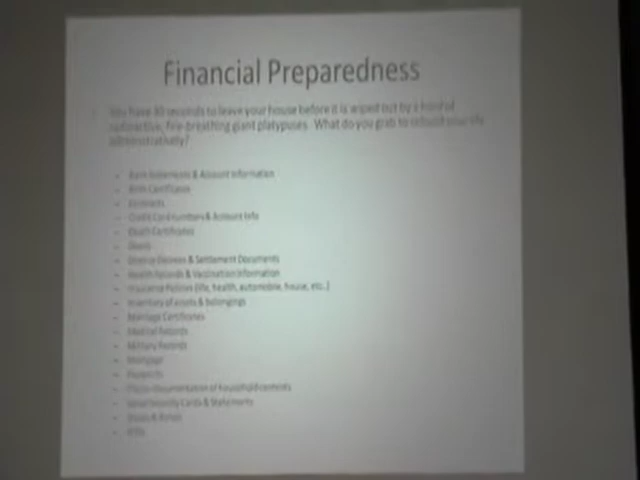 Financial Preparedness
You have 30 seconds to leave your house before it is wiped out by a herd of
radioactive, fire-breathing giant platypuses. What do you grab to rebuild your life
administratively?
- Bank Statements & Account Information
- Birth Certificates
- Contracts
- Credit Card numbers & Account Info
- Death Certificates
- Deeds
- Divorce Decrees & Settlement Documents
- Health Records & Vaccination Information
- Insurance Policies (life, health, automobile, house, etc.)
- Inventory of assets & belongings
- Marriage Certificates
- Medical Records
- Military Records
- Mortgage
- Passports
- Photo Documentation of household contents
- Social Security Cards & Statements
- Stocks & Bonds
- Wills